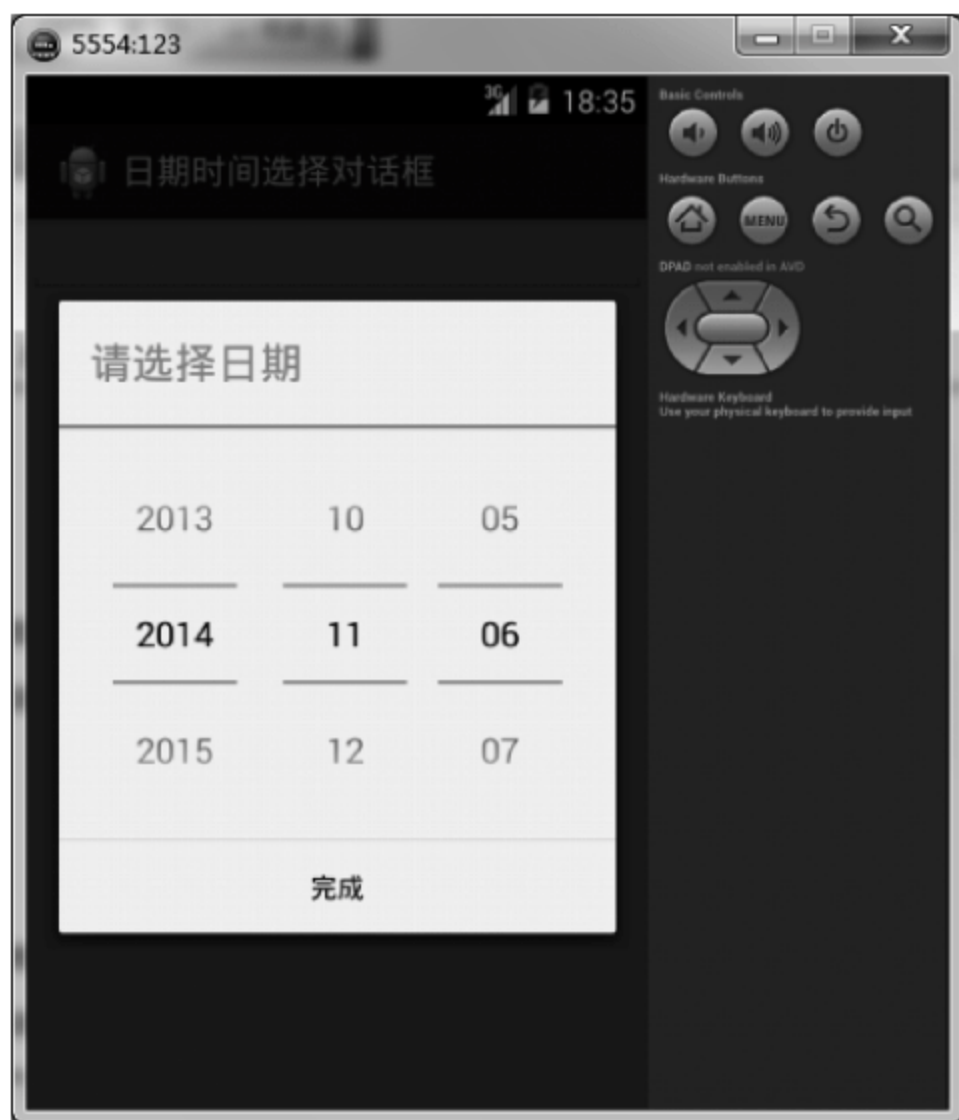 5554:123
3G 18:35
日期时间选择对话框
请选择日期
2013 10 05
2014 11 06
2015 12 07
完成
Basic Controls
Hardware Buttons
MENU
DPAD not enabled in AVD
Hardware Keyboard
Use your physical keyboard to provide input